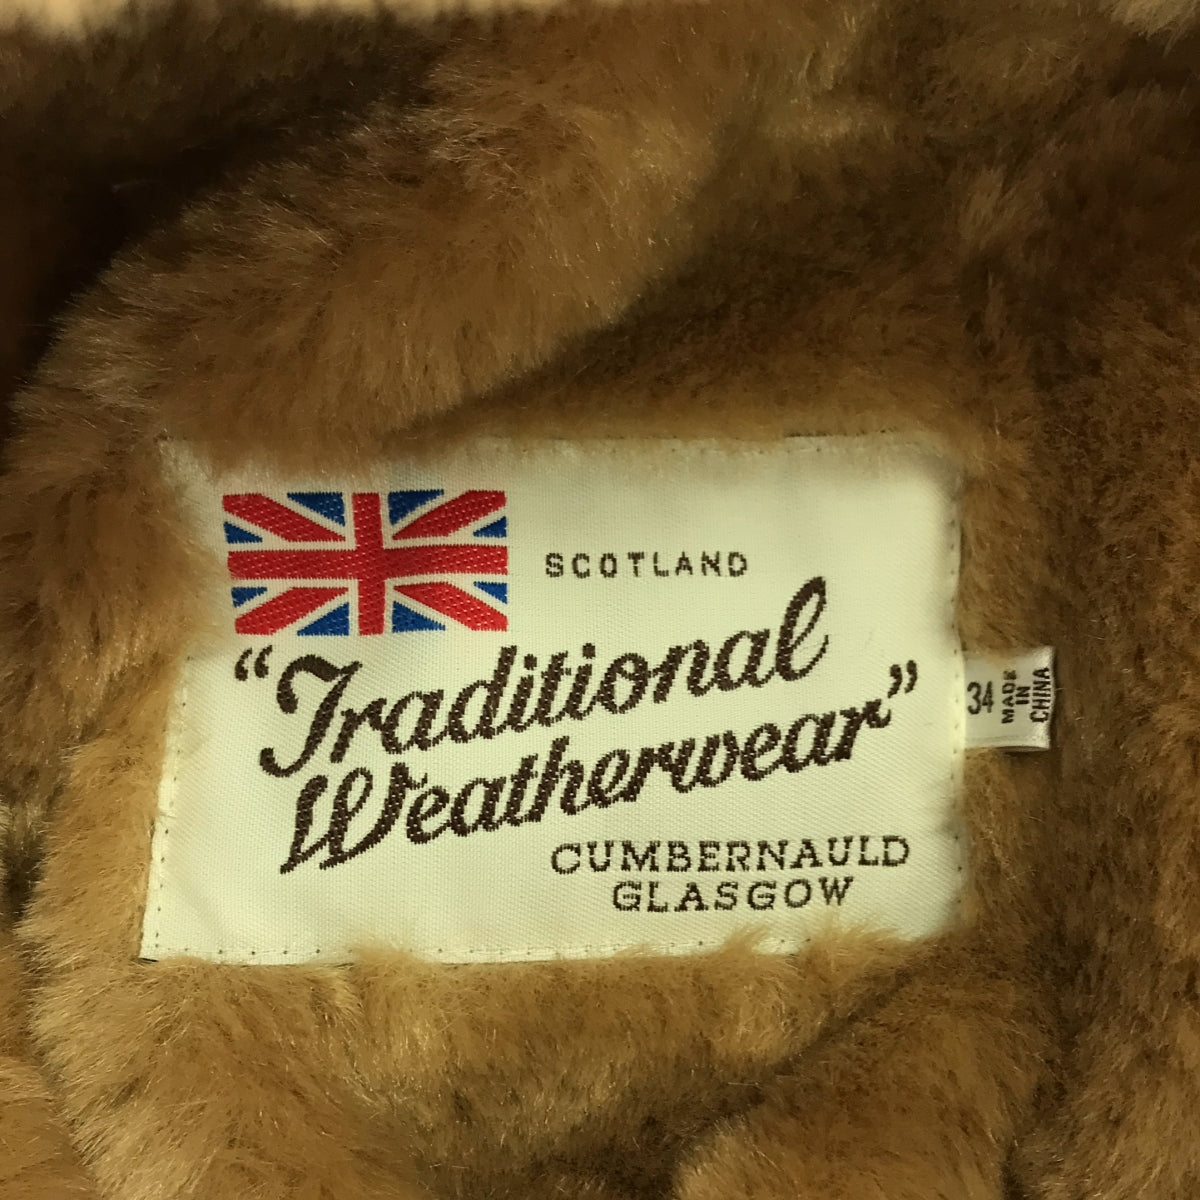 SCOTLAND
"Traditional
Weatherwear"
CUMBERNAULD
GLASGOW
34
MADE
IN
CHINA